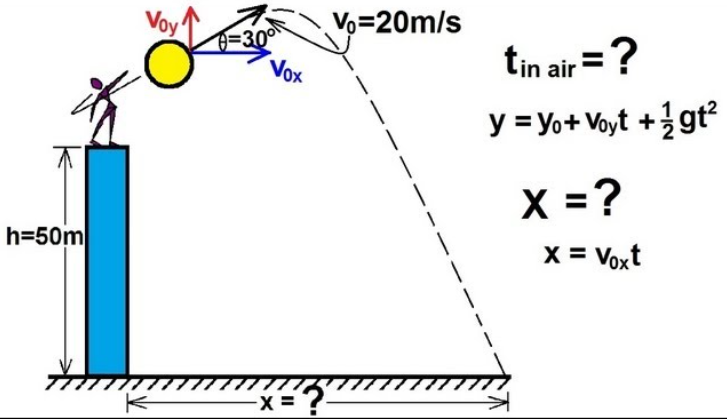 V₀y
θ=30°
V₀ₓ
V₀=20m/s
t in air = ?
y = y₀+ v₀yt + ½gt²
X = ?
x = v₀ₓt
h=50m
x = ?